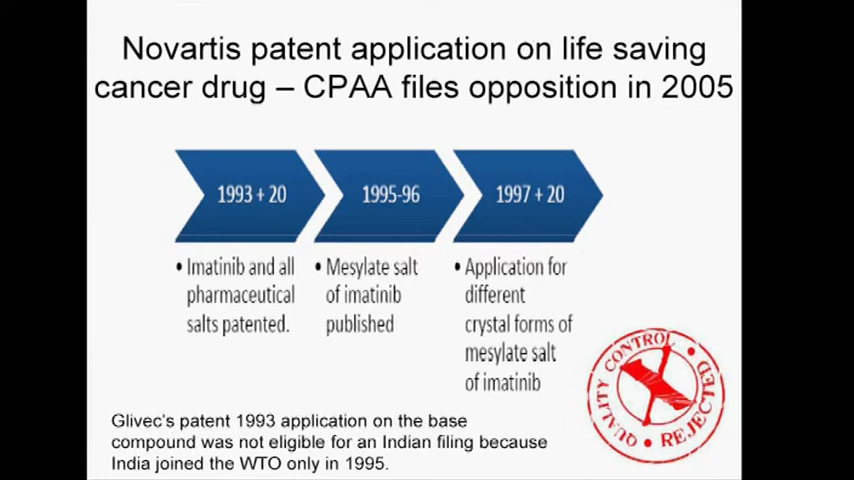 Novartis patent application on life saving
cancer drug – CPAA files opposition in 2005
1993 + 20
1995-96
1997 + 20
• Imatinib and all
pharmaceutical
salts patented.
• Mesylate salt
of imatinib
published
• Application for
different
crystal forms of
mesylate salt
of imatinib
QUALITY CONTROL
REJECTED
Glivec's patent 1993 application on the base
compound was not eligible for an Indian filing because
India joined the WTO only in 1995.